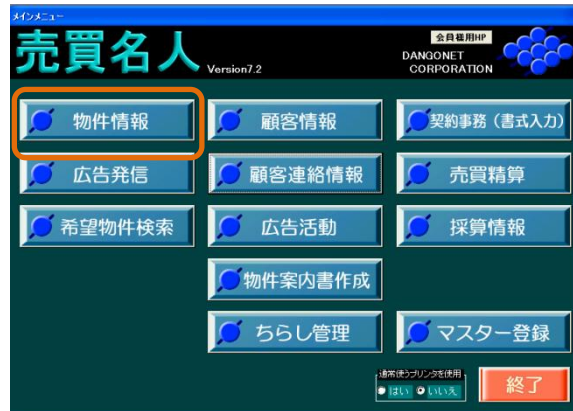 メインメニュー
売買名人
Version7.2
会員様用HP
DANGONET
CORPORATION
物件情報
顧客情報
契約事務（書式入力）
広告発信
顧客連絡情報
売買精算
希望物件検索
広告活動
採算情報
物件案内書作成
ちらし管理
マスター登録
通常使うプリンタを使用
はい
いいえ
終了